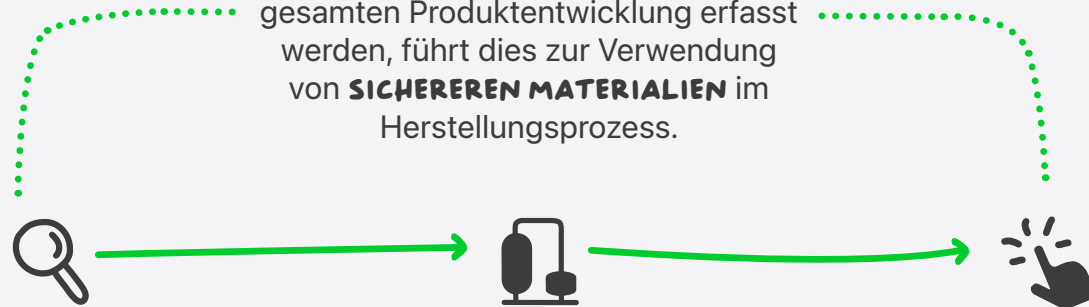 gesamten Produktentwicklung erfasst
werden, führt dies zur Verwendung
von SICHEREREN MATERIALIEN im
Herstellungsprozess.